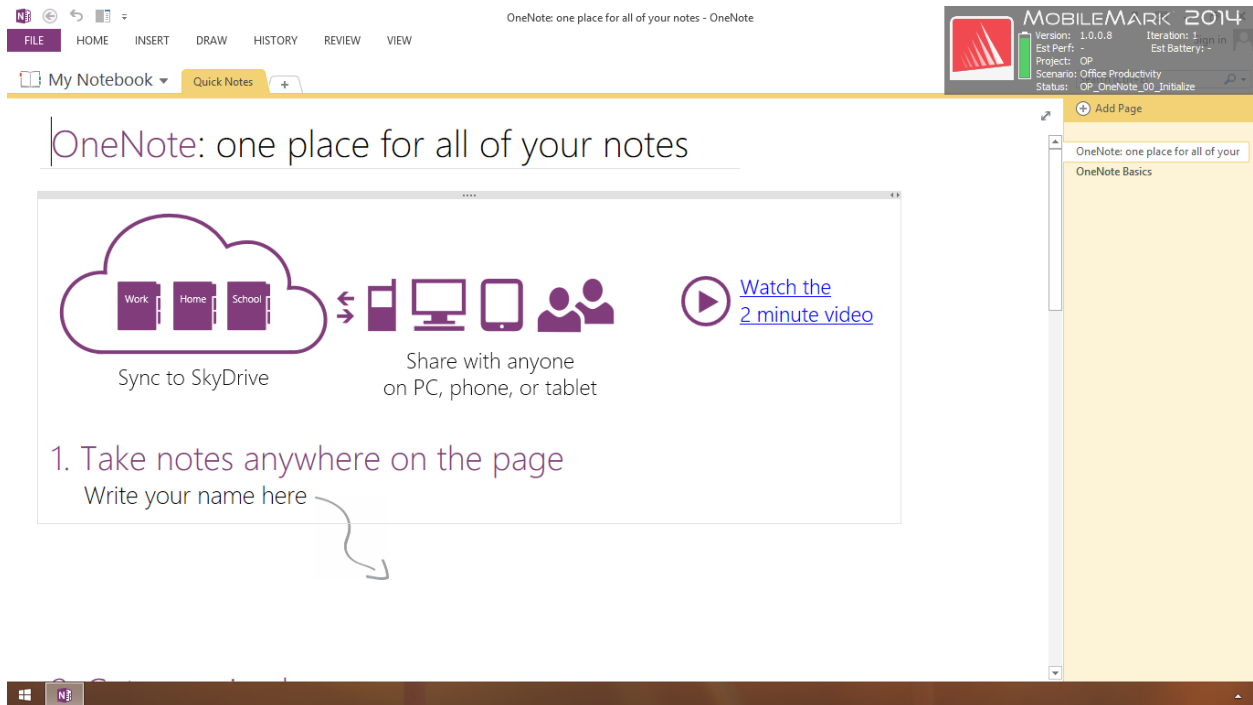 OneNote: one place for all of your notes - OneNote
MOBILEMARK 2014
Version: 1.0.0.8 Iteration: 1
Est Perf: - Est Battery: -
Project: OP
Scenario: Office Productivity
Status: OP_OneNote_00_Initialize
Sign in
FILE HOME INSERT DRAW HISTORY REVIEW VIEW
My Notebook Quick Notes
Add Page
OneNote: one place for all of your
OneNote Basics
OneNote: one place for all of your notes
Work Home School
Watch the
2 minute video
Sync to SkyDrive
Share with anyone
on PC, phone, or tablet
1. Take notes anywhere on the page
Write your name here